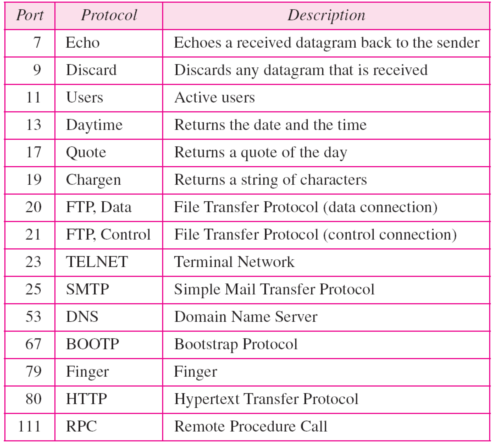 Port Protocol Description
7 Echo Echoes a received datagram back to the sender
9 Discard Discards any datagram that is received
11 Users Active users
13 Daytime Returns the date and the time
17 Quote Returns a quote of the day
19 Chargen Returns a string of characters
20 FTP, Data File Transfer Protocol (data connection)
21 FTP, Control File Transfer Protocol (control connection)
23 TELNET Terminal Network
25 SMTP Simple Mail Transfer Protocol
53 DNS Domain Name Server
67 BOOTP Bootstrap Protocol
79 Finger Finger
80 HTTP Hypertext Transfer Protocol
111 RPC Remote Procedure Call